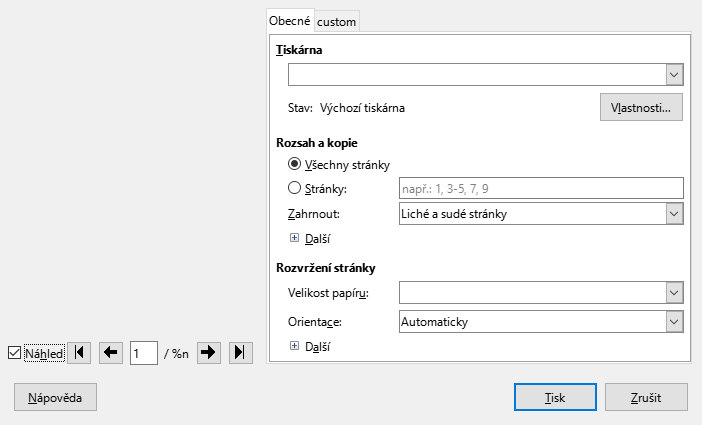 Obecné custom
Tiskárna
Stav: Výchozí tiskárna Vlastnosti...
Rozsah a kopie
Všechny stránky
Stránky: např.: 1, 3-5, 7, 9
Zahrnout: Liché a sudé stránky
Další
Rozvržení stránky
Velikost papíru:
Orientace: Automaticky
Další
Náhled 1 / %n
Nápověda Tisk Zrušit